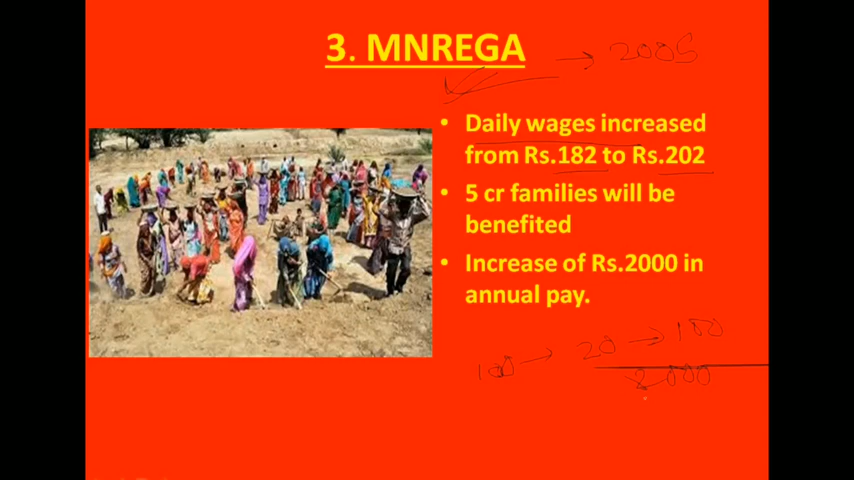 3. MNREGA → 2005
• Daily wages increased
from Rs.182 to Rs.202
• 5 cr families will be
benefited
• Increase of Rs.2000 in
annual pay.
100 → 20 → 100
2000